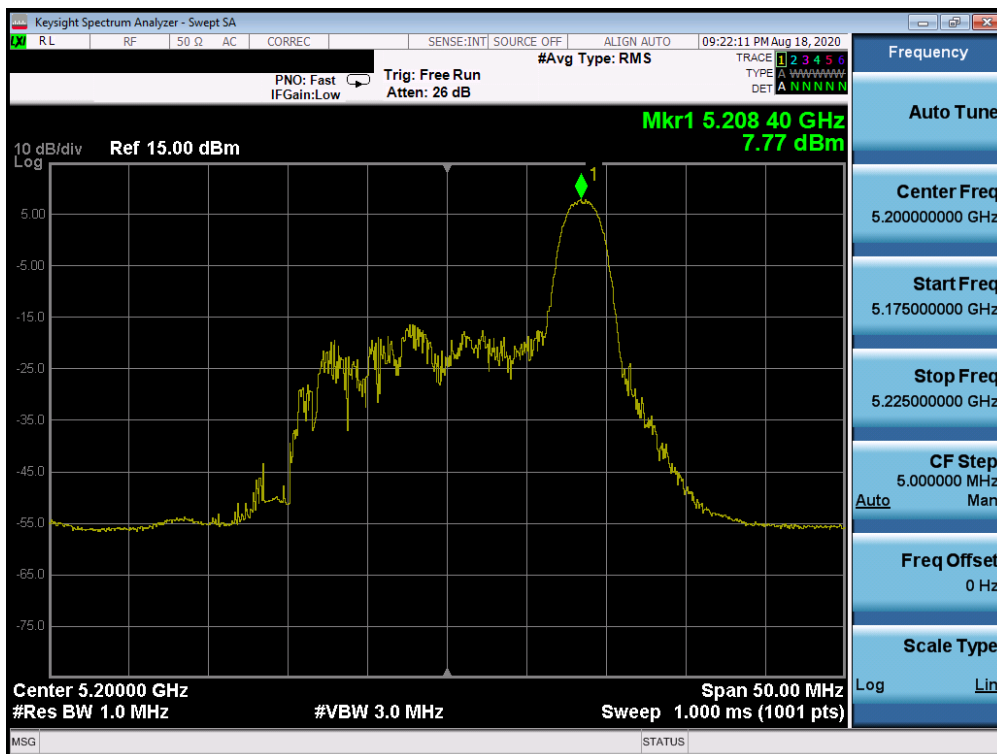 Keysight Spectrum Analyzer - Swept SA
LXI RL RF 50 Ω AC CORREC SENSE:INT SOURCE OFF ALIGN AUTO 09:22:11 PM Aug 18, 2020
#Avg Type: RMS
TRACE 1 2 3 4 5 6
PNO: Fast Trig: Free Run TYPE A WWWWW
IFGain:Low Atten: 26 dB DET A N N N N N
Mkr1 5.208 40 GHz
7.77 dBm
10 dB/div Ref 15.00 dBm
Log
1
5.00
-5.00
-15.0
-25.0
-35.0
-45.0
-55.0
-65.0
-75.0
Center 5.20000 GHz Span 50.00 MHz
#Res BW 1.0 MHz #VBW 3.0 MHz Sweep 1.000 ms (1001 pts)
MSG STATUS
Frequency
Auto Tune
Center Freq
5.200000000 GHz
Start Freq
5.175000000 GHz
Stop Freq
5.225000000 GHz
CF Step
5.000000 MHz
Auto Man
Freq Offset
0 Hz
Scale Type
Log Lin